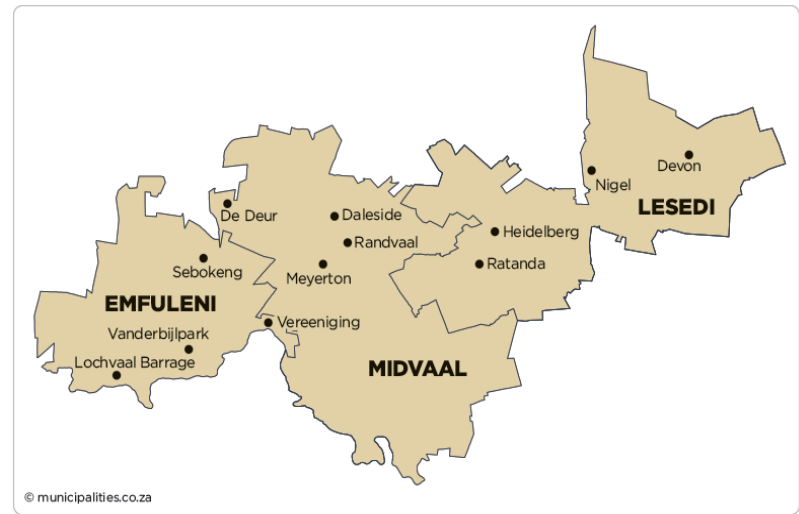 Devon
Nigel
LESEDI
De Deur
Daleside
Heidelberg
Randvaal
Ratanda
Sebokeng
Meyerton
EMFULENI
Vereeniging
Vanderbijlpark
Lochvaal Barrage
MIDVAAL
© municipalities.co.za